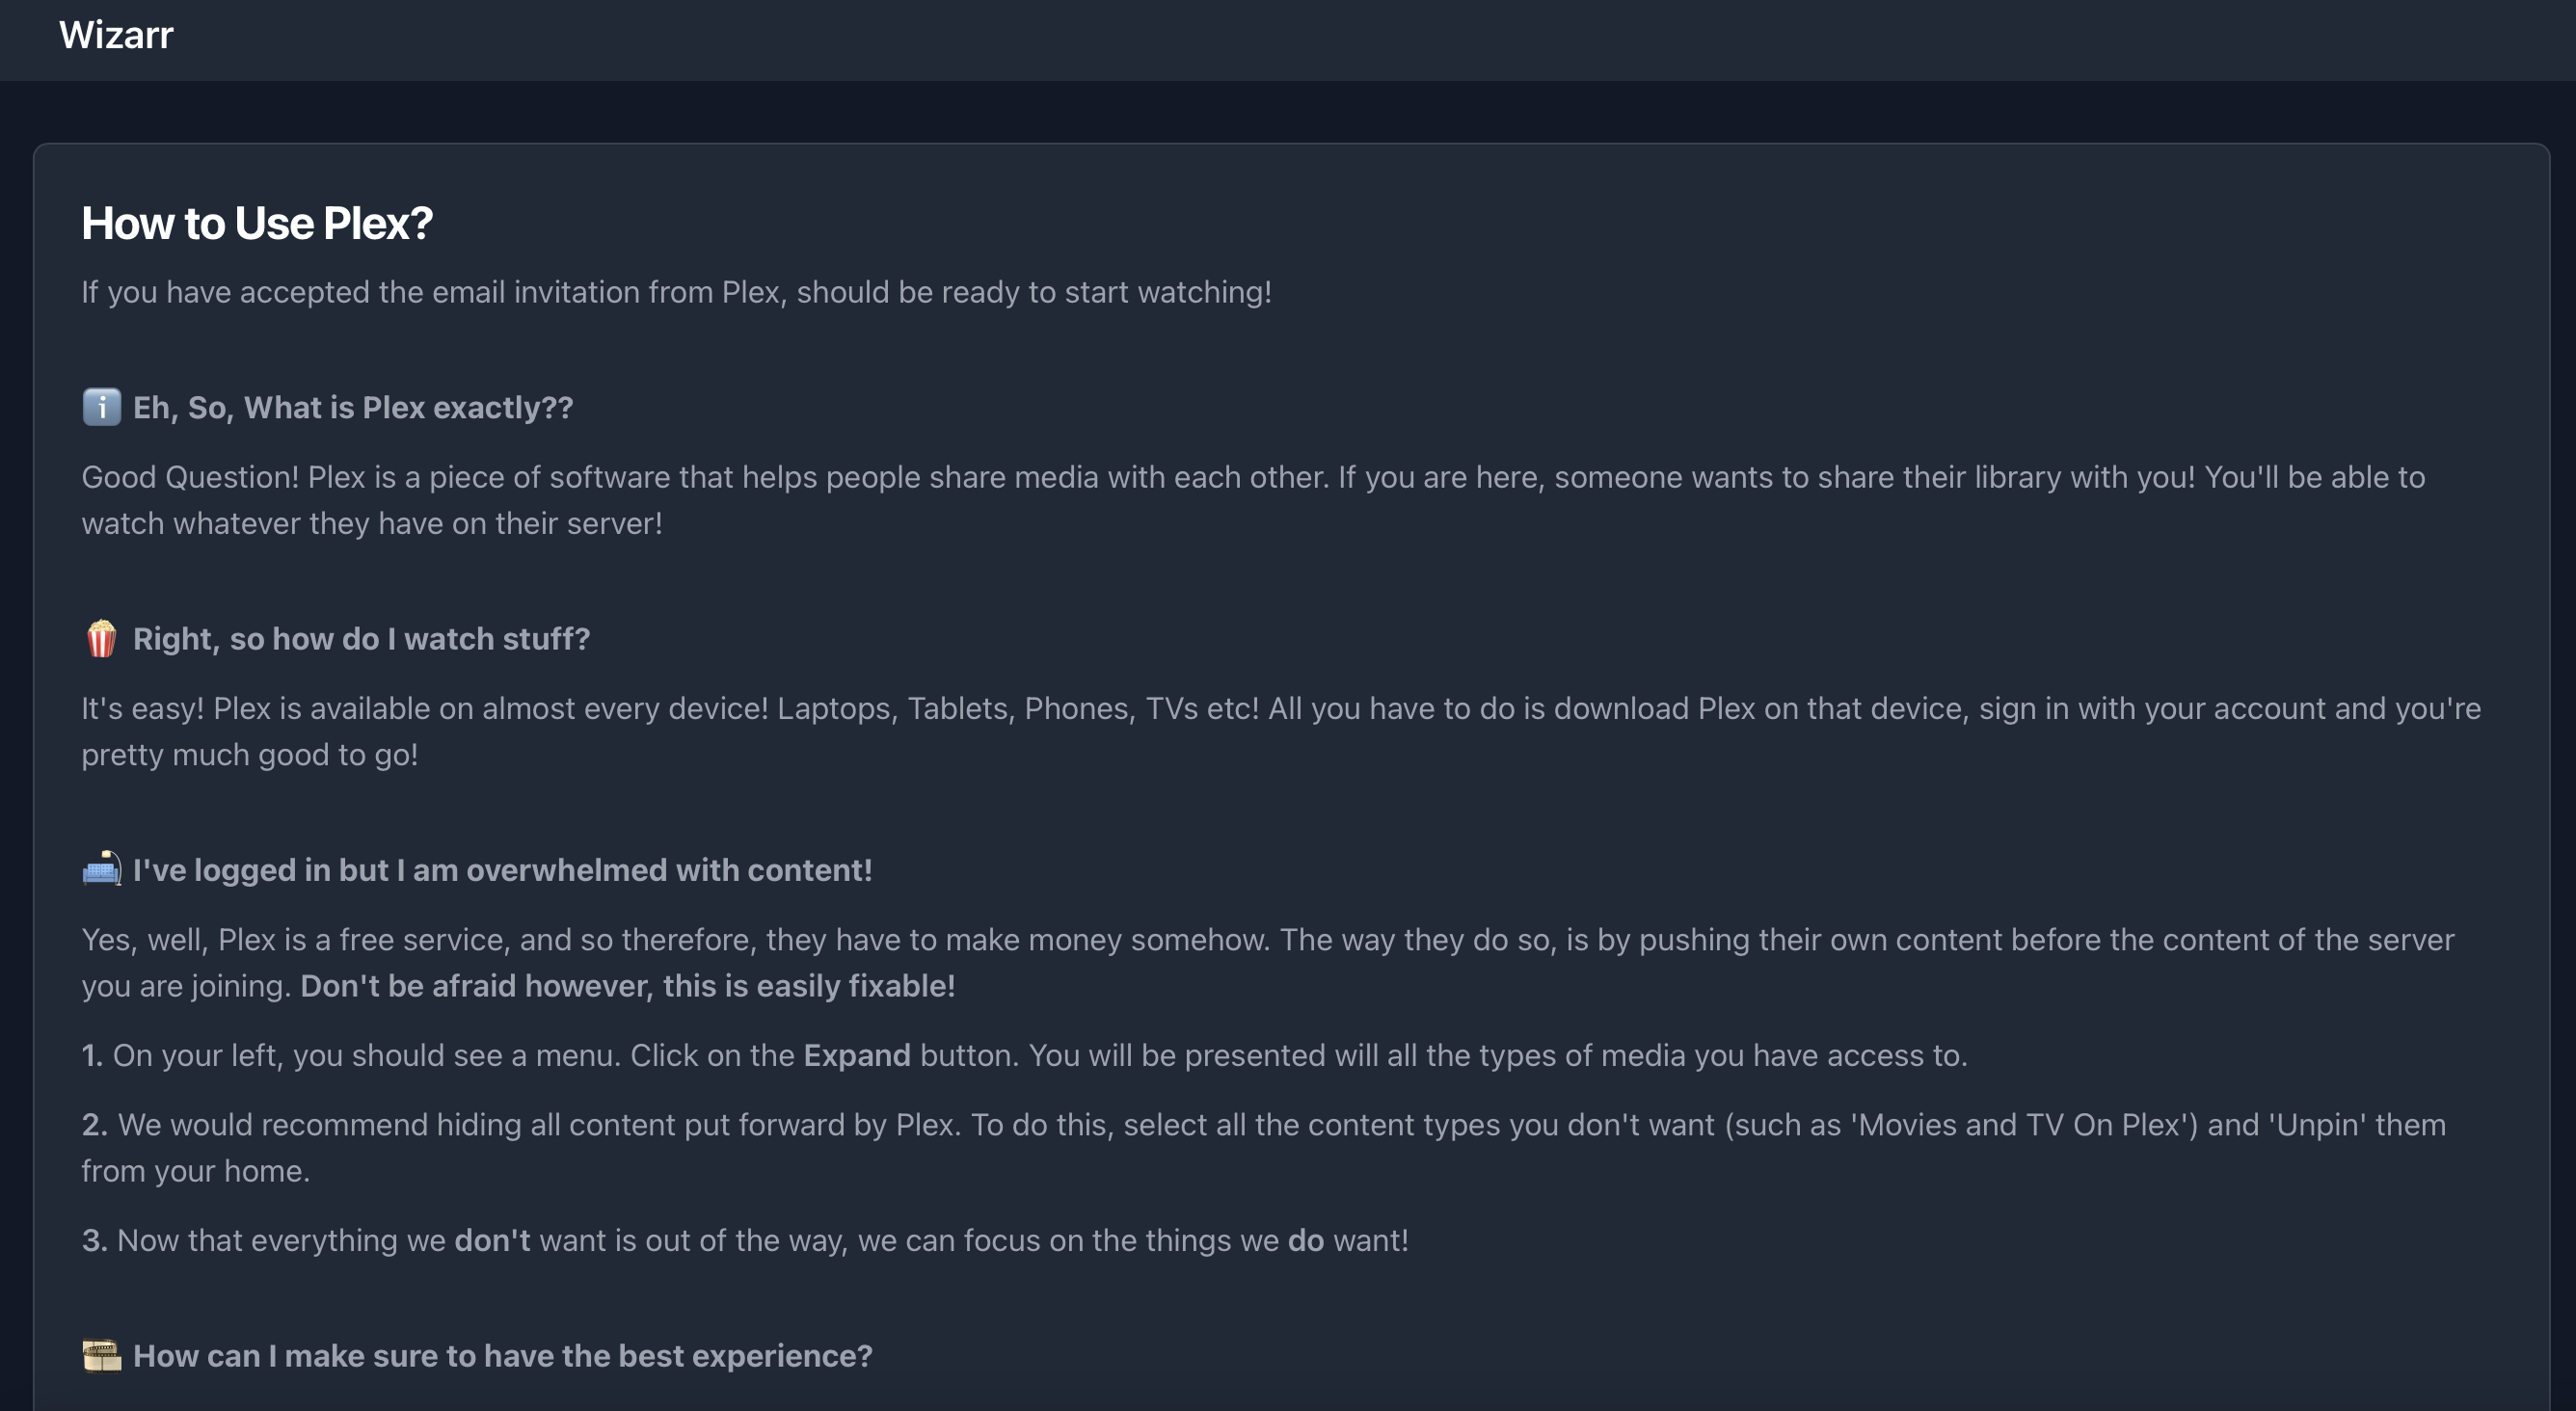 Wizarr
How to Use Plex?
If you have accepted the email invitation from Plex, should be ready to start watching!
ℹ️ Eh, So, What is Plex exactly??
Good Question! Plex is a piece of software that helps people share media with each other. If you are here, someone wants to share their library with you! You'll be able to
watch whatever they have on their server!
🍿 Right, so how do I watch stuff?
It's easy! Plex is available on almost every device! Laptops, Tablets, Phones, TVs etc! All you have to do is download Plex on that device, sign in with your account and you're
pretty much good to go!
🛋️ I've logged in but I am overwhelmed with content!
Yes, well, Plex is a free service, and so therefore, they have to make money somehow. The way they do so, is by pushing their own content before the content of the server
you are joining. Don't be afraid however, this is easily fixable!
1. On your left, you should see a menu. Click on the Expand button. You will be presented will all the types of media you have access to.
2. We would recommend hiding all content put forward by Plex. To do this, select all the content types you don't want (such as 'Movies and TV On Plex') and 'Unpin' them
from your home.
3. Now that everything we don't want is out of the way, we can focus on the things we do want!
🎞️ How can I make sure to have the best experience?